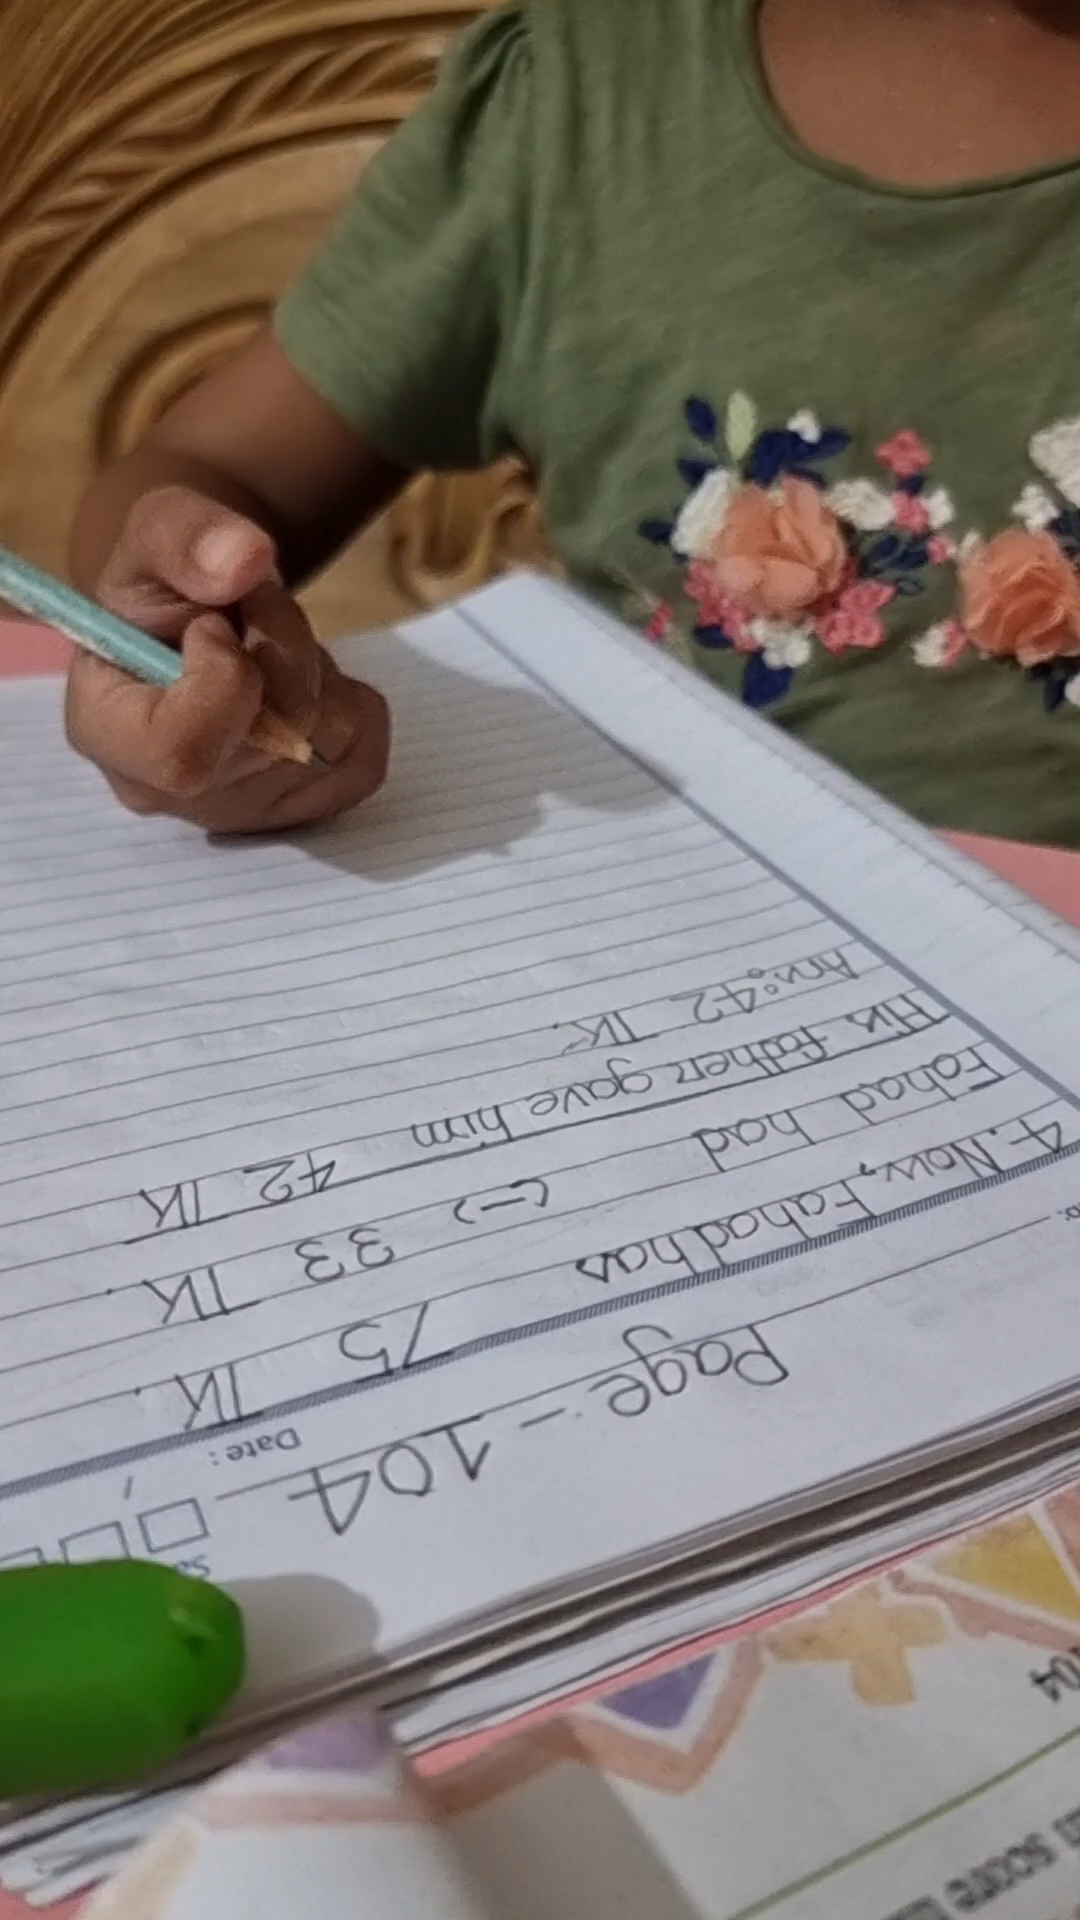 Page - 104
Date:
4. Now, Fahad has 75 TK.
Fahad had (-) 33 TK.
His father gave him 42 TK
Ans: 42 TK.
score